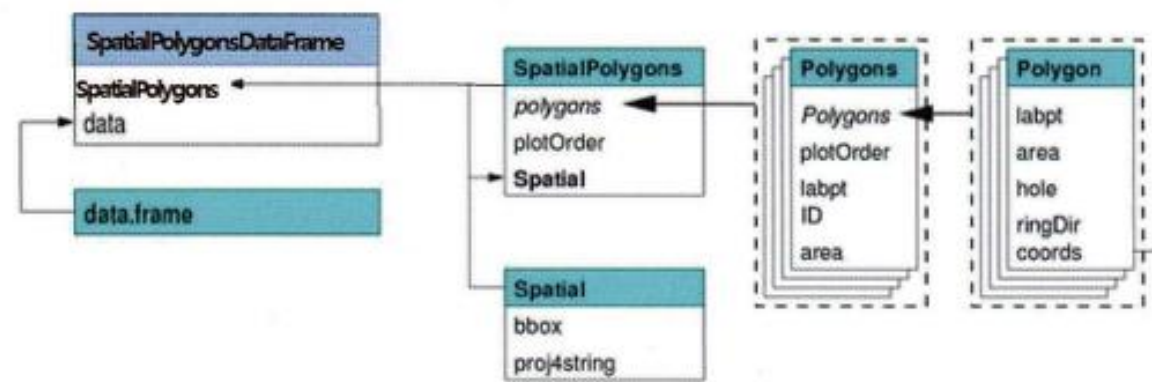 SpatialPolygonsDataFrame
SpatialPolygons
data
data.frame
SpatialPolygons
polygons
plotOrder
Spatial
Spatial
bbox
proj4string
Polygons
Polygons
plotOrder
labpt
ID
area
Polygon
labpt
area
hole
ringDir
coords